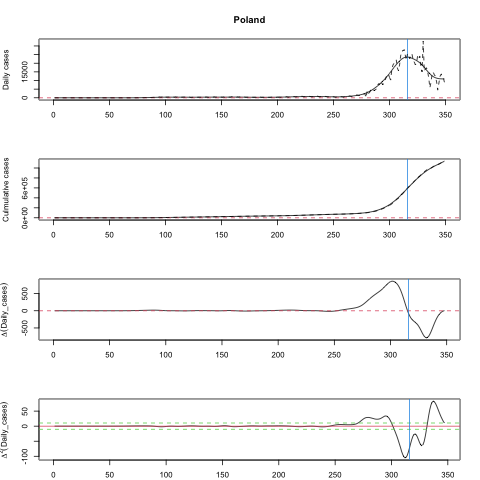 Poland
Daily cases
0 15000
0 50 100 150 200 250 300 350
Culmulative cases
0e+00 6e+05
0 50 100 150 200 250 300 350
Δ(Daily_cases)
-500 0 500
0 50 100 150 200 250 300 350
Δ²(Daily_cases)
-100 0 50
0 50 100 150 200 250 300 350